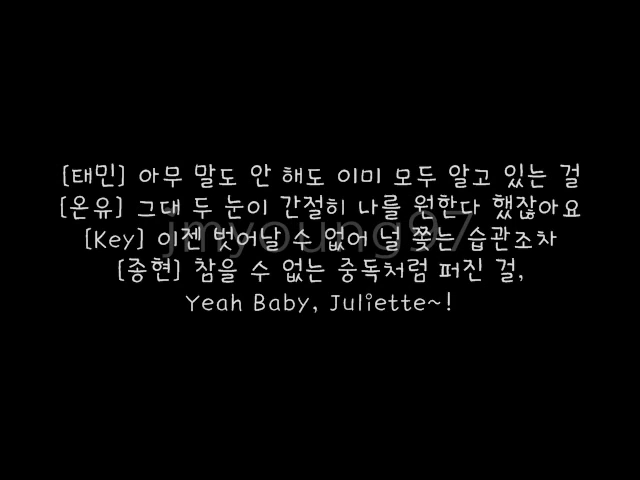 [태민] 아무 말도 안 해도 이미 모두 알고 있는 걸
[온유] 그대 두 눈이 간절히 나를 원한다 했잖아요
[Key] 이젠 벗어날 수 없어 널 쫓는 습관조차
[종현] 참을 수 없는 중독처럼 퍼진 걸,
Yeah Baby, Juliette~!
jmyoung97